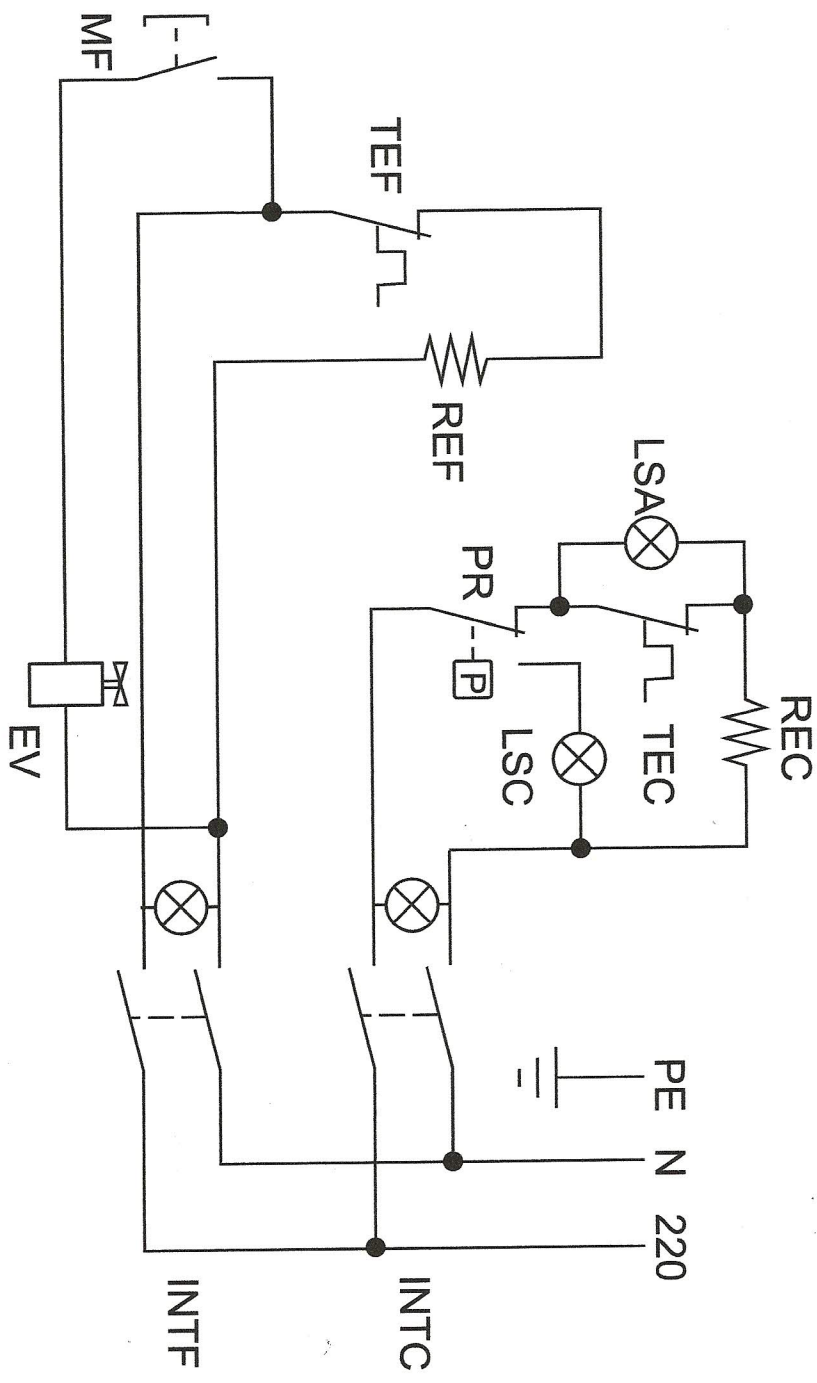 PE
N
220
INTC
INTF
REC
TEC
LSA
LSC
PR
P
REF
TEF
EV
MF